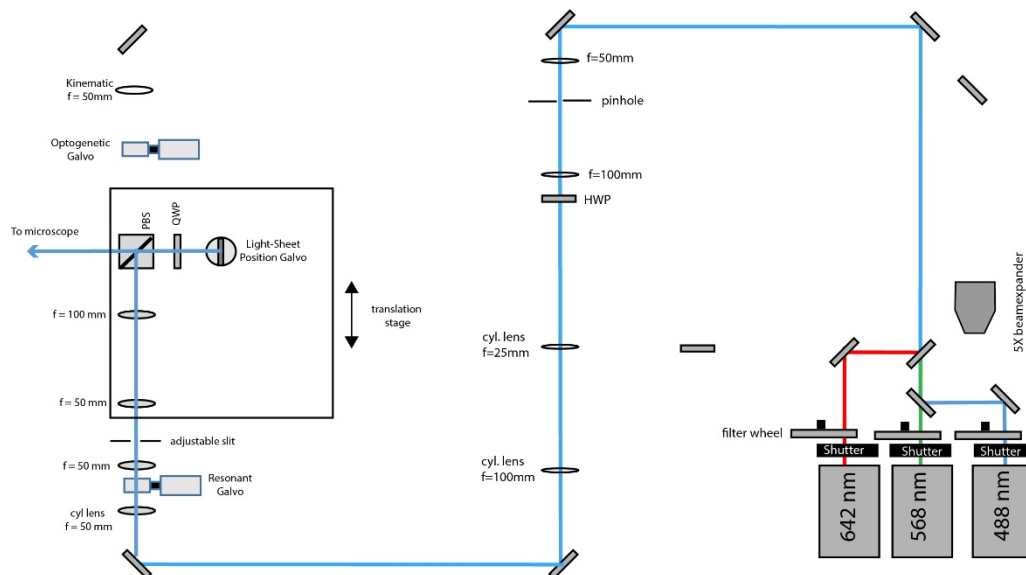 Kinematic
f = 50mm
Optogenetic
Galvo
To microscope
PBS
QWP
Light-Sheet
Position Galvo
f = 100 mm
translation
stage
f = 50 mm
adjustable slit
f = 50 mm
Resonant
Galvo
cyl lens
f = 50 mm
f=50mm
pinhole
f=100mm
HWP
cyl. lens
f=25mm
cyl. lens
f=100mm
5X beamexpander
filter wheel
Shutter
Shutter
Shutter
642 nm
568 nm
488 nm